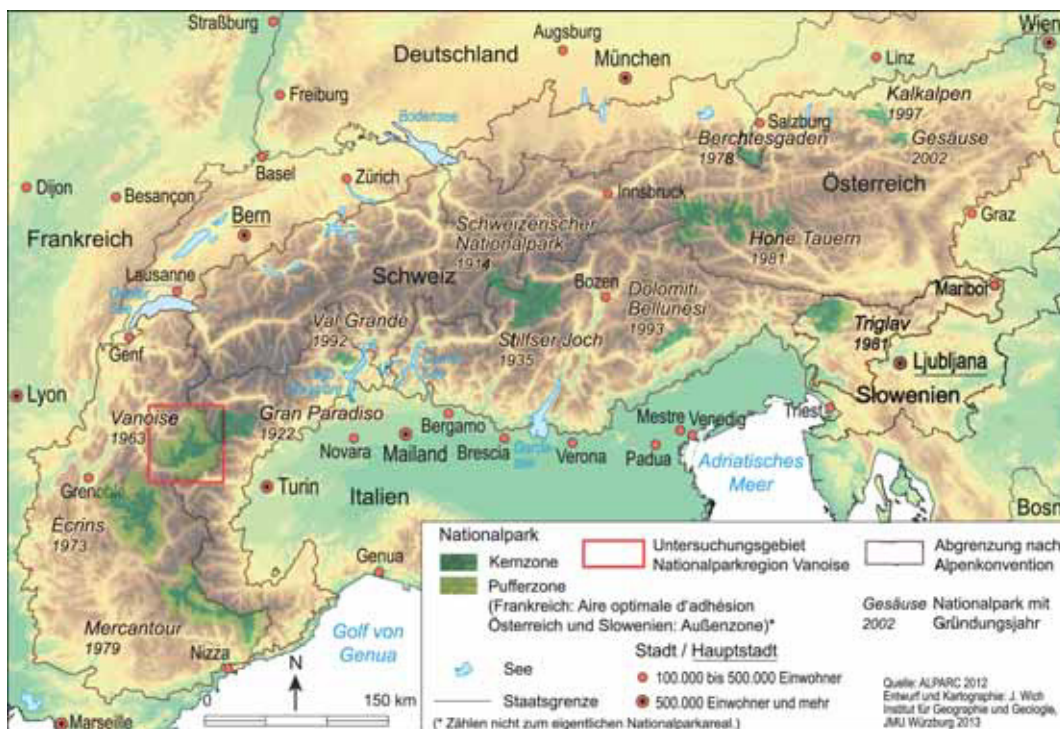 Straßburg
Augsburg
Wien
Deutschland
München
Linz
Freiburg
Kalkalpen
1997
Bodensee
Salzburg
Berchtesgaden
1978
Gesäuse
2002
Basel
Zürich
Dijon
Besançon
Innsbruck
Österreich
Bern
Graz
Frankreich
Schweizerischer
Nationalpark
1914
Hohe Tauern
1981
Lausanne
Schweiz
Bozen
Dolomiti
Bellunesi
1993
Maribor
Genf
Val Grande
1992
Stilfser Joch
1935
Triglav
1981
Ljubljana
Lyon
Slowenien
Vanoise
1963
Gran Paradiso
1922
Bergamo
Mestre
Venedig
Triest
Novara
Mailand
Brescia
Verona
Padua
Adriatisches
Meer
Grenoble
Turin
Italien
Bosn
Écrins
1973
Genua
Mercantour
1979
Golf von
Genua
Nizza
N
0
150 km
Marseille
Nationalpark
Kernzone
Pufferzone
(Frankreich: Aire optimale d'adhésion
Österreich und Slowenien: Außenzone)*
Untersuchungsgebiet
Nationalparkregion Vanoise
Abgrenzung nach
Alpenkonvention
Gesäuse
2002
Nationalpark mit
Gründungsjahr
See
Staatsgrenze
Stadt / Hauptstadt
100.000 bis 500.000 Einwohner
500.000 Einwohner und mehr
(* Zählen nicht zum eigentlichen Nationalparkareal.)
Quelle: ALPARC 2012
Entwurf und Kartographie: J. Wich
Institut für Geographie und Geologie,
JMU Würzburg 2013